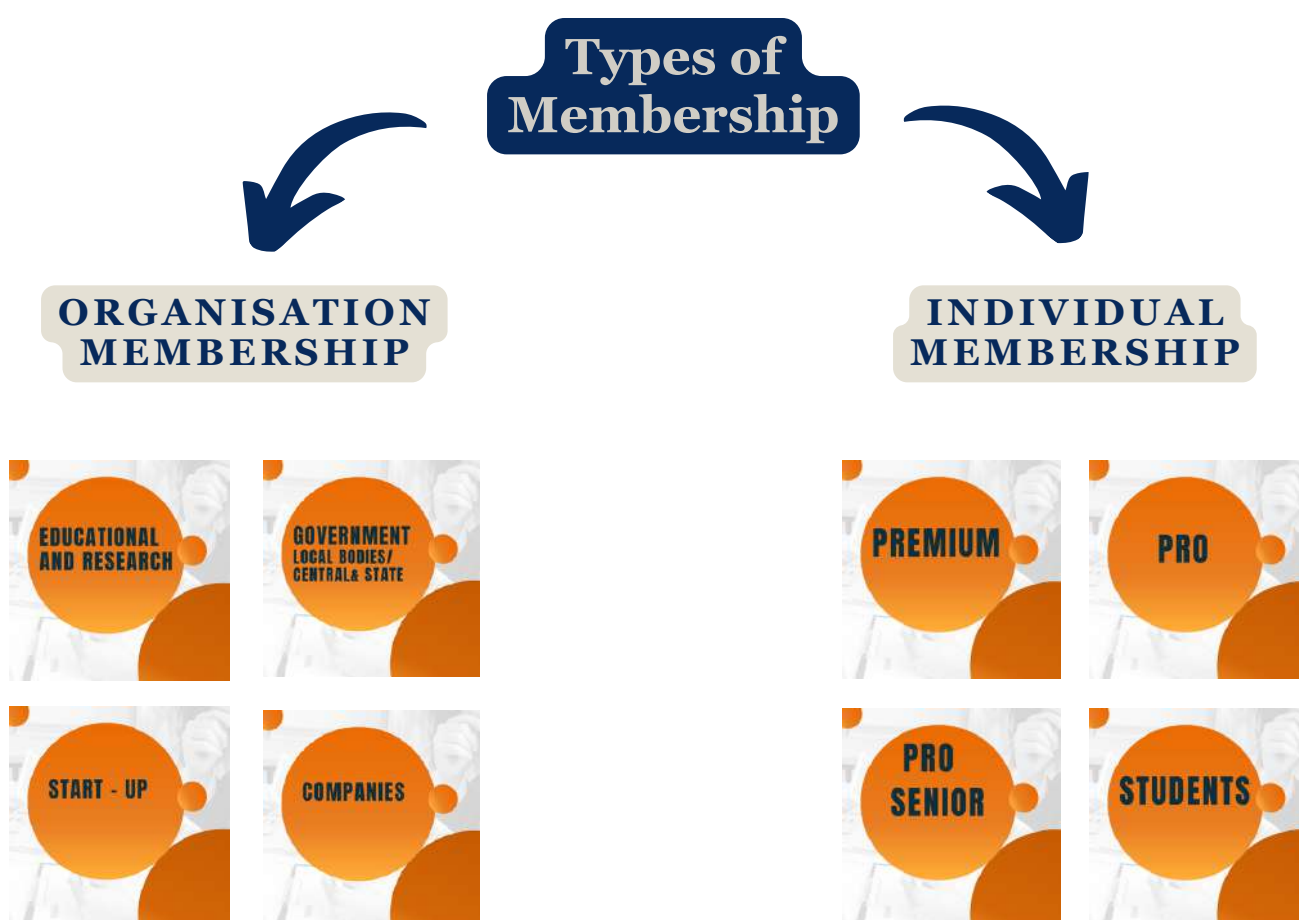 Types of
Membership
ORGANISATION
MEMBERSHIP
INDIVIDUAL
MEMBERSHIP
EDUCATIONAL
AND RESEARCH
GOVERNMENT
LOCAL BODIES/
CENTRAL& STATE
PREMIUM
PRO
START - UP
COMPANIES
PRO
SENIOR
STUDENTS